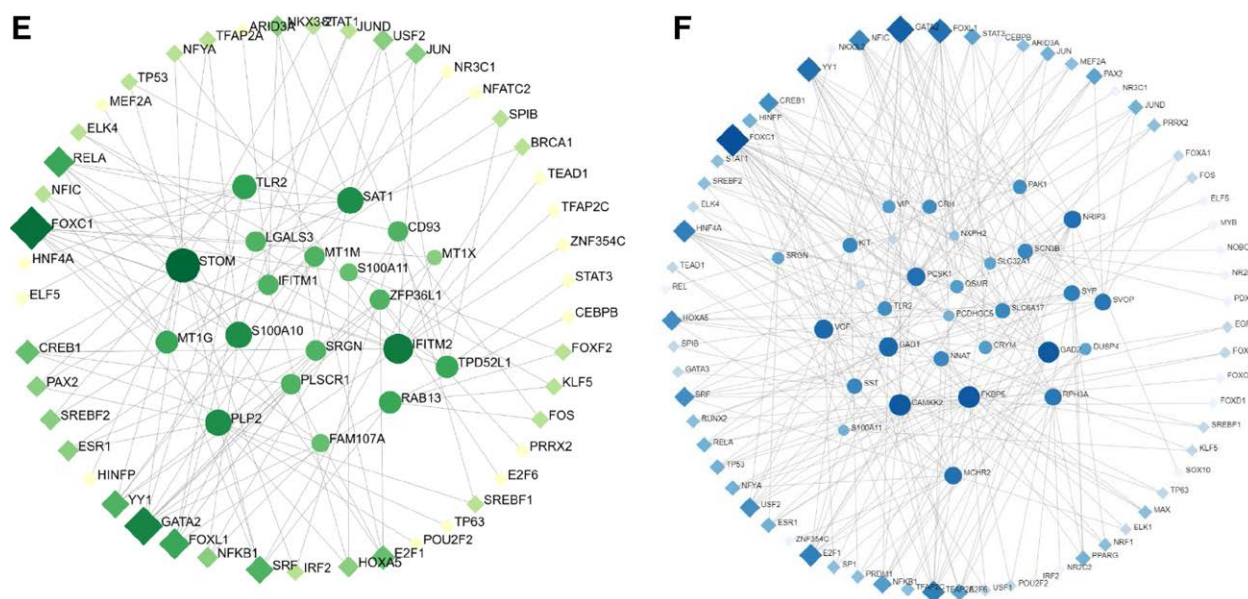 E
ARID3A
NKX3-2
STAT1
JUND
TFAP2A
USF2
NFYA
JUN
TP53
NR3C1
MEF2A
NFATC2
ELK4
SPIB
RELA
BRCA1
NFIC
TEAD1
FOXC1
TFAP2C
HNF4A
ZNF354C
ELF5
STAT3
CREB1
CEBPB
PAX2
FOXF2
SREBF2
KLF5
ESR1
FOS
HINFP
PRRX2
YY1
E2F6
GATA2
SREBF1
FOXL1
TP63
NFKB1
POU2F2
SRF
IRF2
HOXA5
E2F1
TLR2
SAT1
LGALS3
CD93
STOM
MT1M
MT1X
IFITM1
S100A11
ZFP36L1
MT1G
S100A10
SRGN
IFITM2
TPD52L1
PLSCR1
RAB13
PLP2
FAM107A
F
GATA2
FOXL1
NFIC
STAT3
CEBPB
ARID3A
JUN
MEF2A
YY1
PAX2
NR3C1
CREB1
JUND
HINFP
PRRX2
FOXC1
STAT1
FOXA1
SREBF2
FOS
ELK4
ELF5
HNF4A
MYB
TEAD1
REL
HOXA5
SPIB
GATA3
SRF
FOXD1
RUNX2
SREBF1
RELA
KLF5
TP53
SOX10
NFYA
TP63
USF2
MAX
ESR1
ELK1
ZNF354C
NRF1
E2F1
PPARG
SP1
NR2C2
PRDM1
IRF2
NFKB1
POU2F2
TFAP2C
TFAP2A
E2F6
USF1
PAK1
VIP
CRH
NRIP3
KIT
NXPH2
SCN3B
SRGN
SLC32A1
PCSK1
OSMR
SYP
SVOP
TLR2
SLC6A17
VGF
PCDHGC5
GAD1
CRYM
GAD2
DUSP4
NNAT
SST
CAMKK2
FKBP5
RPH3A
S100A11
MCHR2